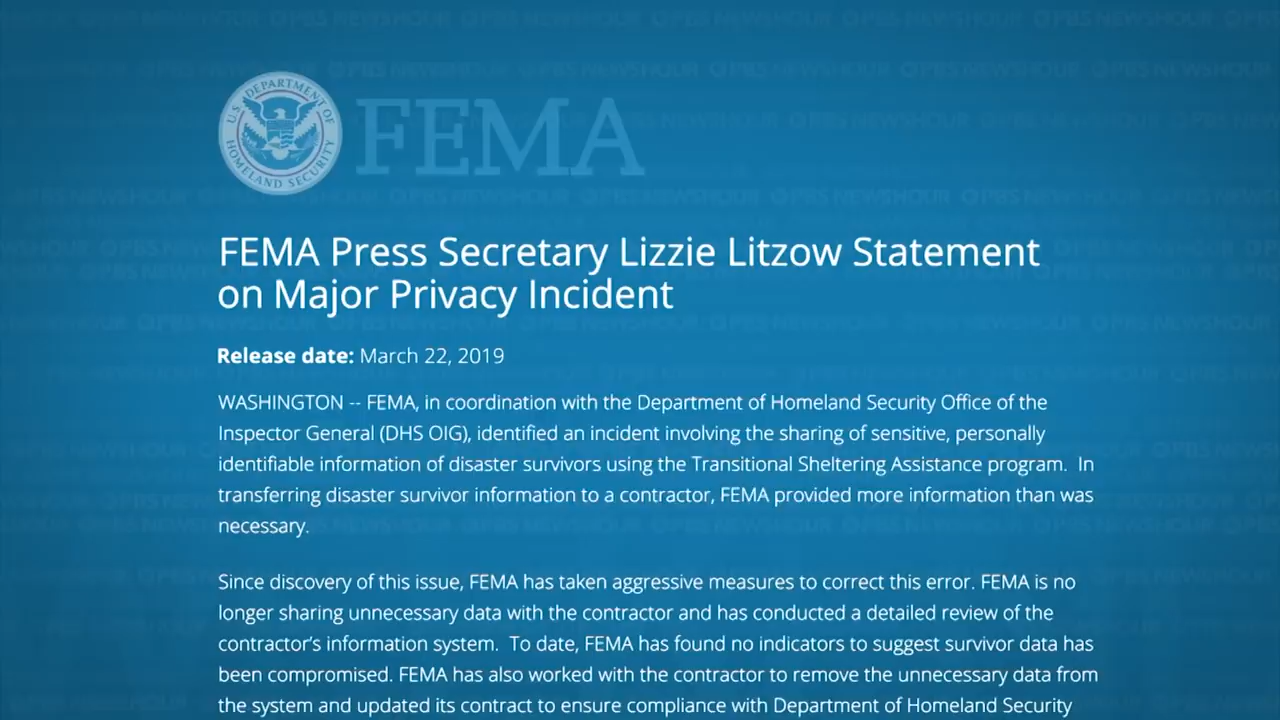 U.S. DEPARTMENT OF
HOMELAND SECURITY
FEMA
FEMA Press Secretary Lizzie Litzow Statement
on Major Privacy Incident
Release date: March 22, 2019
WASHINGTON -- FEMA, in coordination with the Department of Homeland Security Office of the
Inspector General (DHS OIG), identified an incident involving the sharing of sensitive, personally
identifiable information of disaster survivors using the Transitional Sheltering Assistance program.  In
transferring disaster survivor information to a contractor, FEMA provided more information than was
necessary.
Since discovery of this issue, FEMA has taken aggressive measures to correct this error. FEMA is no
longer sharing unnecessary data with the contractor and has conducted a detailed review of the
contractor’s information system.  To date, FEMA has found no indicators to suggest survivor data has
been compromised. FEMA has also worked with the contractor to remove the unnecessary data from
the system and updated its contract to ensure compliance with Department of Homeland Security